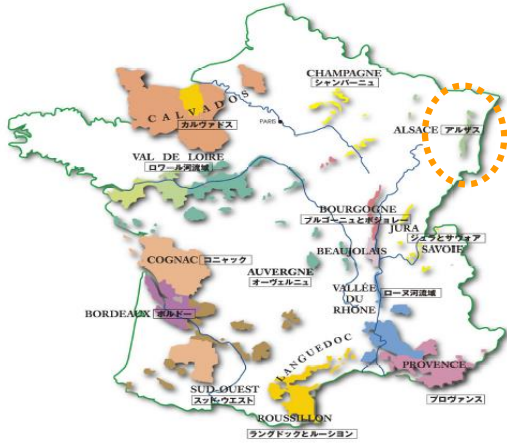 CHAMPAGNE
シャンパーニュ
CALVADOS
カルヴァドス
PARIS
ALSACE アルザス
VAL DE LOIRE
ロワール河流域
BOURGOGNE
ブルゴーニュとボジョレー
JURA
ジュラとサヴォア
SAVOIE
BEAUJOLAIS
COGNAC コニャック
AUVERGNE
オーヴェルニュ
VALLÉE DU RHÔNE
ローヌ河流域
BORDEAUX ボルドー
LANGUEDOC
PROVENCE
プロヴァンス
SUD-OUEST
スッド・ウエスト
ROUSSILLON
ラングドックとルーション